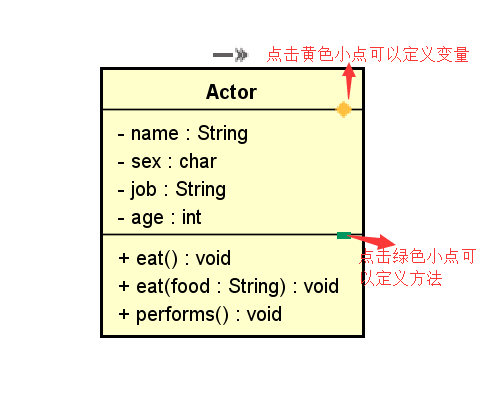 点击黄色小点可以定义变量
Actor
- name : String
- sex : char
- job : String
- age : int
+ eat() : void
+ eat(food : String) : void
+ performs() : void
点击绿色小点可
以定义方法